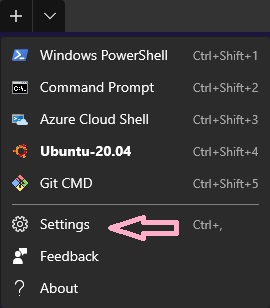 Windows PowerShell Ctrl+Shift+1
Command Prompt Ctrl+Shift+2
Azure Cloud Shell Ctrl+Shift+3
Ubuntu-20.04 Ctrl+Shift+4
Git CMD Ctrl+Shift+5
Settings Ctrl+,
Feedback
About